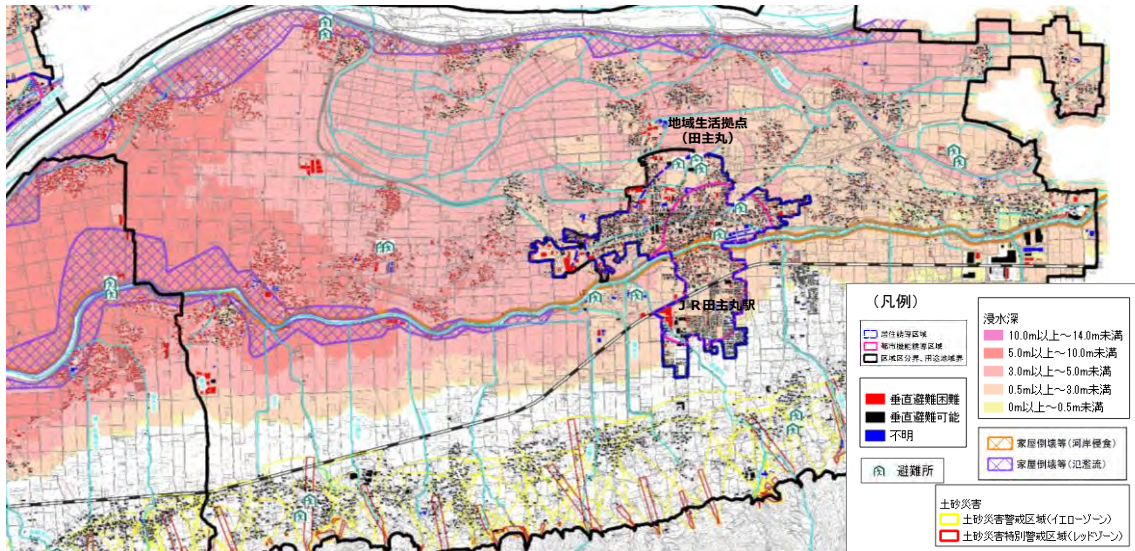 地域生活拠点
(田主丸)
JR田主丸駅
(凡例)
居住誘導区域
都市機能誘導区域
区域区分界、用途地域界
垂直避難困難
垂直避難可能
不明
避難所
浸水深
10.0m以上～14.0m未満
5.0m以上～10.0m未満
3.0m以上～5.0m未満
0.5m以上～3.0m未満
0m以上～0.5m未満
家屋倒壊等(河岸侵食)
家屋倒壊等(氾濫流)
土砂災害
土砂災害警戒区域(イエローゾーン)
土砂災害特別警戒区域(レッドゾーン)